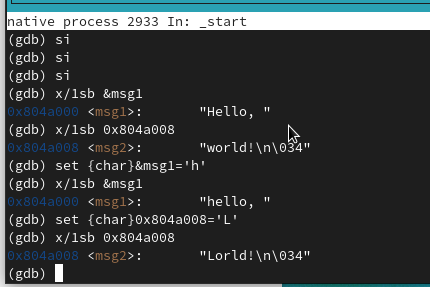 native process 2933 In: _start
(gdb) si
(gdb) si
(gdb) si
(gdb) x/1sb &msg1
0x804a000 <msg1>:       "Hello, "
(gdb) x/1sb 0x804a008
0x804a008 <msg2>:       "world!\n\034"
(gdb) set {char}&msg1='h'
(gdb) x/1sb &msg1
0x804a000 <msg1>:       "hello, "
(gdb) set {char}0x804a008='L'
(gdb) x/1sb 0x804a008
0x804a008 <msg2>:       "Lorld!\n\034"
(gdb)